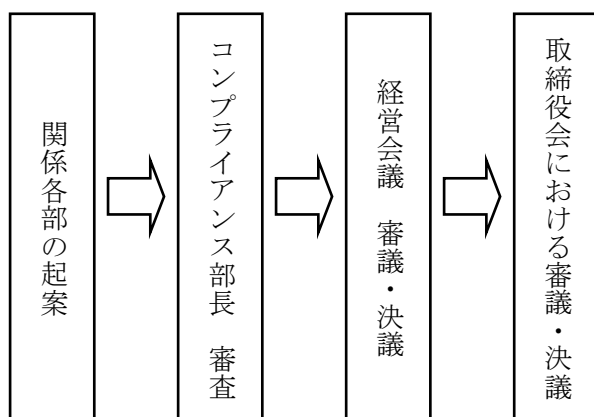 関係各部の起案
コンプライアンス部長　審査
経営会議　審議・決議
取締役会における審議・決議